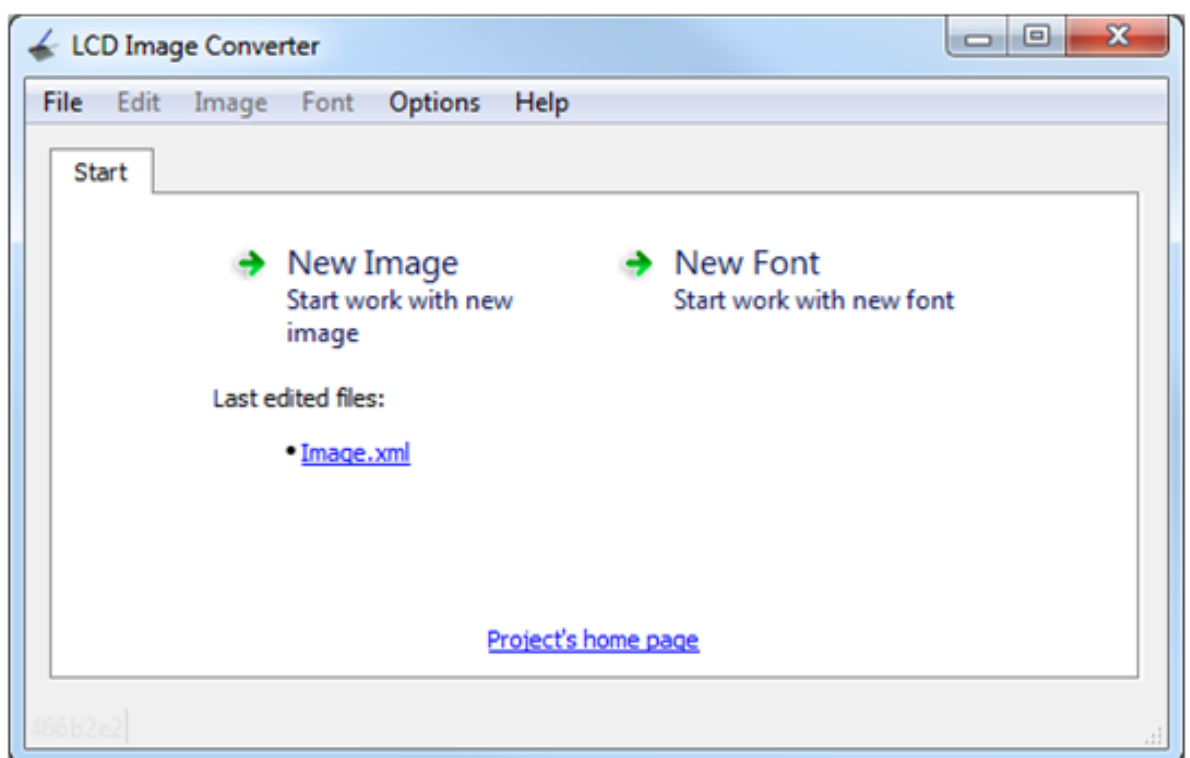 LCD Image Converter
File Edit Image Font Options Help
Start
New Image
Start work with new
image
New Font
Start work with new font
Last edited files:
• Image.xml
Project's home page
466b2e2